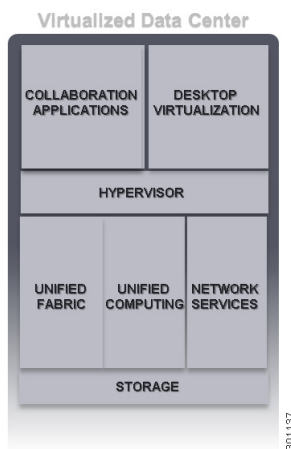 Virtualized Data Center
COLLABORATION
APPLICATIONS
DESKTOP
VIRTUALIZATION
HYPERVISOR
UNIFIED
FABRIC
UNIFIED
COMPUTING
NETWORK
SERVICES
STORAGE
301137